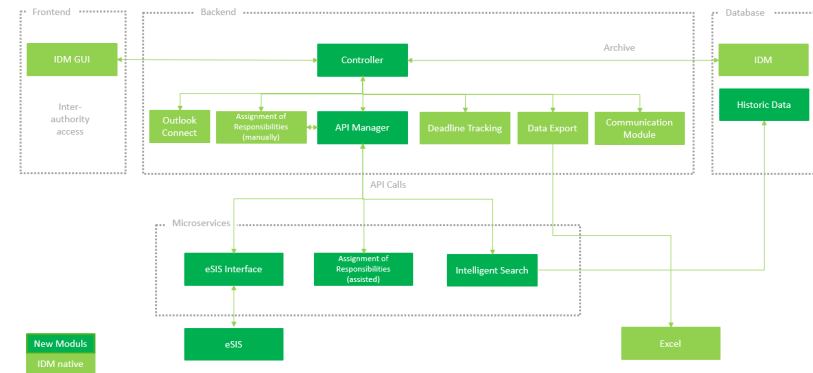 Frontend
Backend
Database
IDM GUI
Controller
Archive
IDM
Inter-
authority
access
Historic Data
Outlook
Connect
Assignment of
Responsibilities
(manually)
API Manager
Deadline Tracking
Data Export
Communication
Module
API Calls
Microservices
eSIS Interface
Assignment of
Responsibilities
(assisted)
Intelligent Search
New Moduls
IDM native
eSIS
Excel